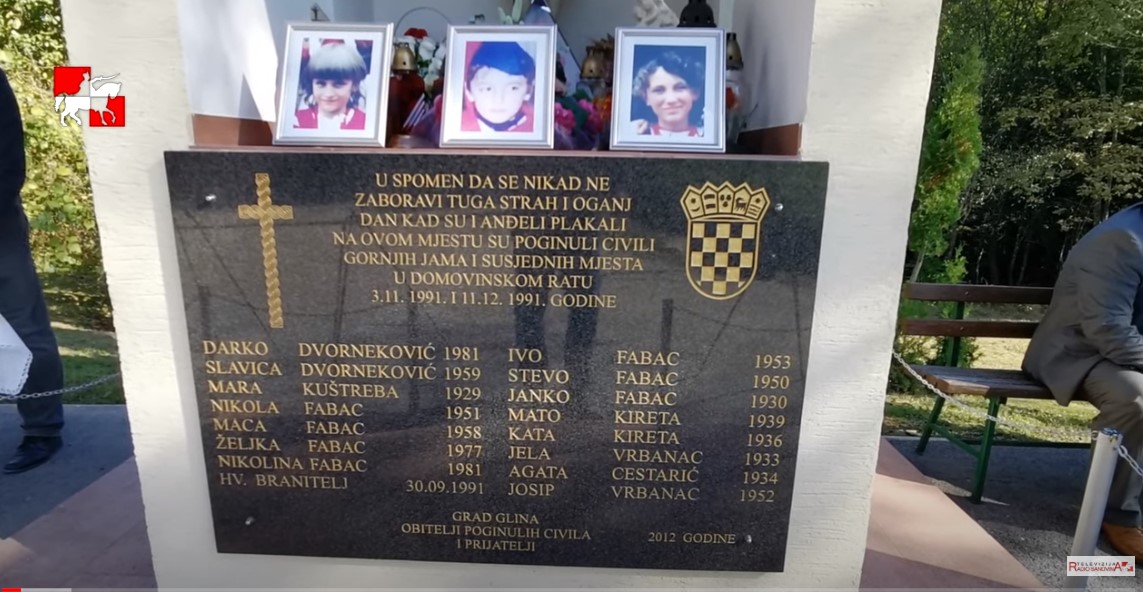 U SPOMEN DA SE NIKAD NE
ZABORAVI TUGA STRAH I OGANJ
DAN KAD SU I ANĐELI PLAKALI
NA OVOM MJESTU SU POGINULI CIVILI
GORNJIH JAMA I SUSJEDNIH MJESTA
U DOMOVINSKOM RATU
3.11. 1991. I 11.12. 1991. GODINE
DARKO DVORNEKOVIĆ 1981
SLAVICA DVORNEKOVIĆ 1959
MARA KUŠTREBA 1929
NIKOLA FABAC 1951
MACA FABAC 1958
ŽELJKA FABAC 1977
NIKOLINA FABAC 1981
HV. BRANITELJ 30.09.1991
IVO FABAC 1953
STEVO FABAC 1950
JANKO FABAC 1930
MATO KIRETA 1939
KATA KIRETA 1936
JELA VRBANAC 1933
AGATA CESTARIĆ 1934
JOSIP VRBANAC 1952
GRAD GLINA
OBITELJI POGINULIH CIVILA
I PRIJATELJI
2012 GODINE
TELEVIZIJA
RADIO BANOVINA